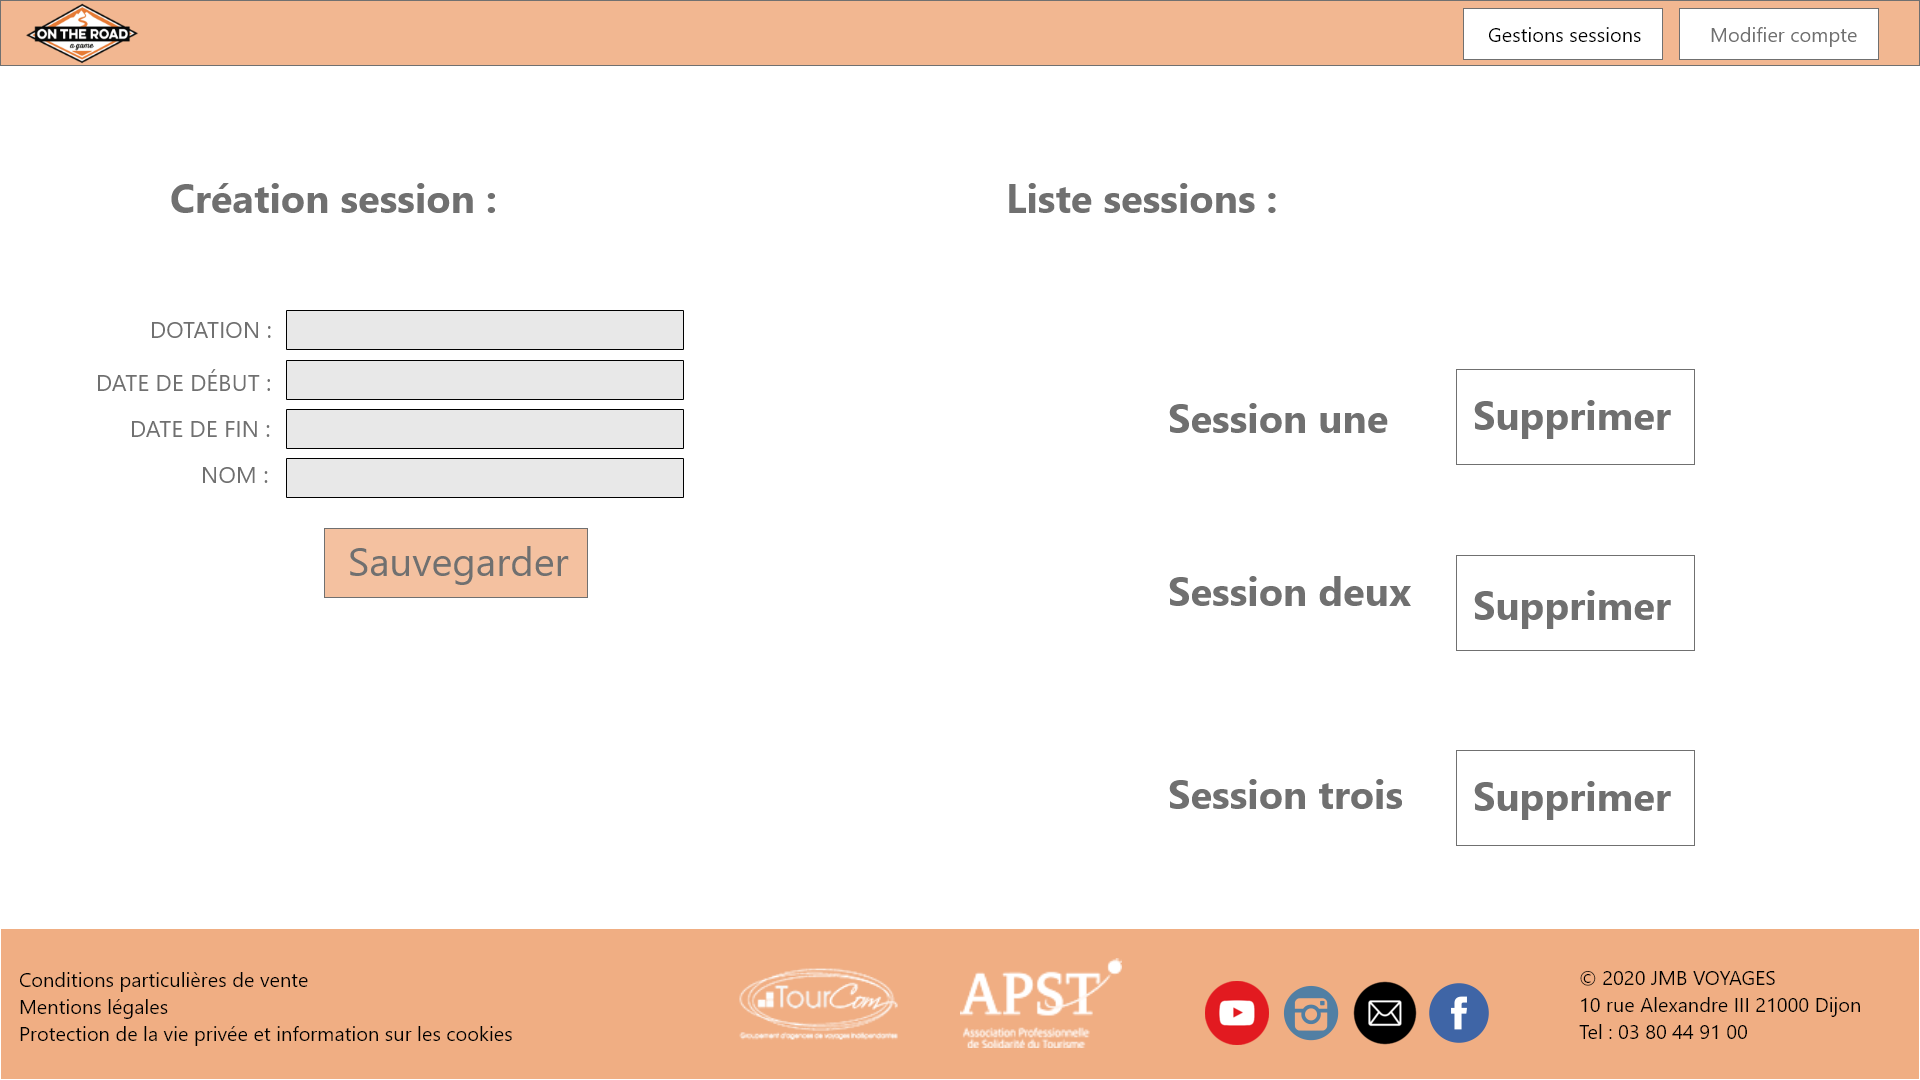 ON THE ROAD
a game
Gestions sessions
Modifier compte
Création session :
Liste sessions :
DOTATION :
DATE DE DÉBUT :
DATE DE FIN :
NOM :
Sauvegarder
Session une
Supprimer
Session deux
Supprimer
Session trois
Supprimer
Conditions particulières de vente
Mentions légales
Protection de la vie privée et information sur les cookies
TourCom
Groupement d'agences de voyages indépendantes
APST
Association Professionnelle
de Solidarité du Tourisme
© 2020 JMB VOYAGES
10 rue Alexandre III 21000 Dijon
Tel : 03 80 44 91 00